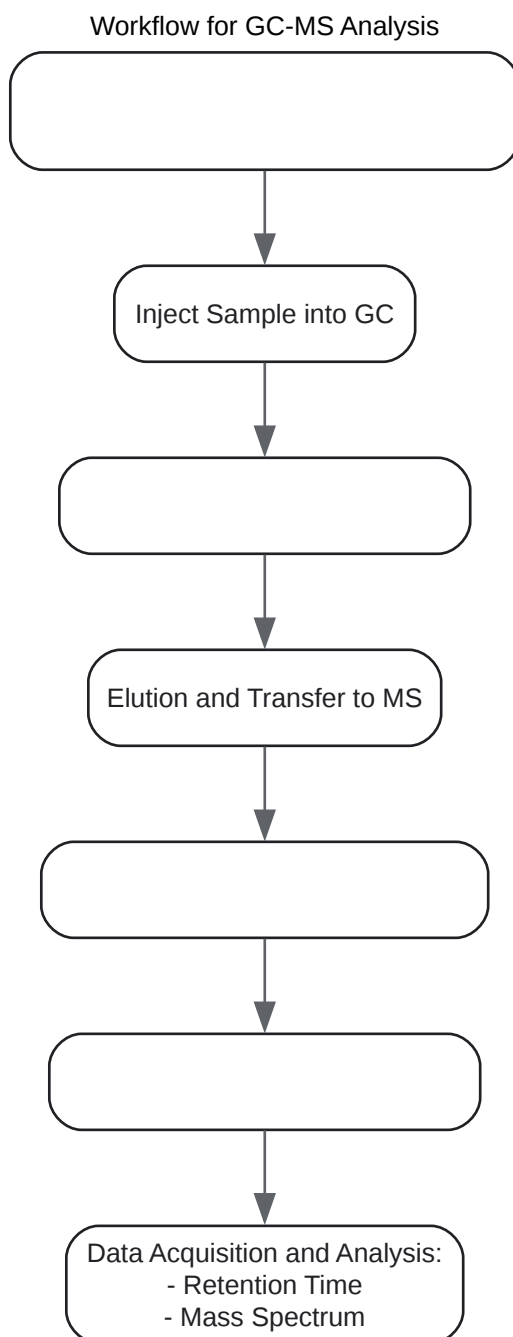 Workflow for GC-MS Analysis
Inject Sample into GC
Elution and Transfer to MS
Data Acquisition and Analysis:
- Retention Time
- Mass Spectrum